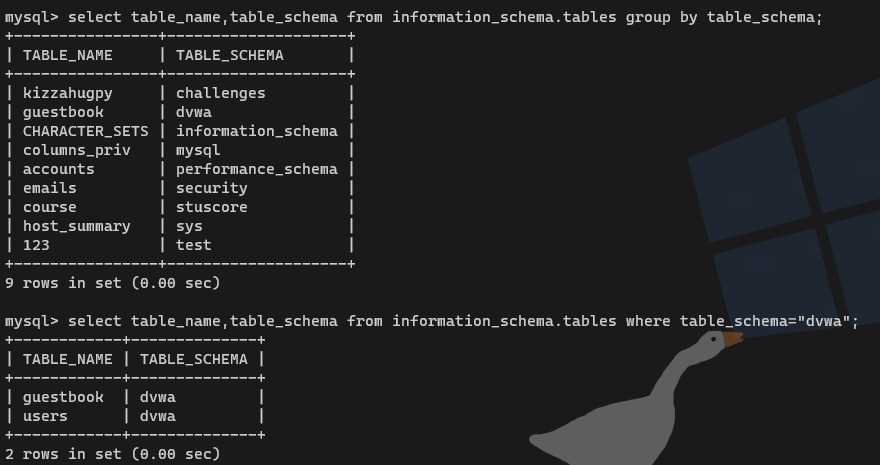 mysql> select table_name,table_schema from information_schema.tables group by table_schema;
+----------------+--------------------+
| TABLE_NAME     | TABLE_SCHEMA       |
+----------------+--------------------+
| kizzahugpy     | challenges         |
| guestbook      | dvwa               |
| CHARACTER_SETS | information_schema |
| columns_priv   | mysql              |
| accounts       | performance_schema |
| emails         | security           |
| course         | stuscore           |
| host_summary   | sys                |
| 123            | test               |
+----------------+--------------------+
9 rows in set (0.00 sec)

mysql> select table_name,table_schema from information_schema.tables where table_schema="dvwa";
+------------+--------------+
| TABLE_NAME | TABLE_SCHEMA |
+------------+--------------+
| guestbook  | dvwa         |
| users      | dvwa         |
+------------+--------------+
2 rows in set (0.00 sec)